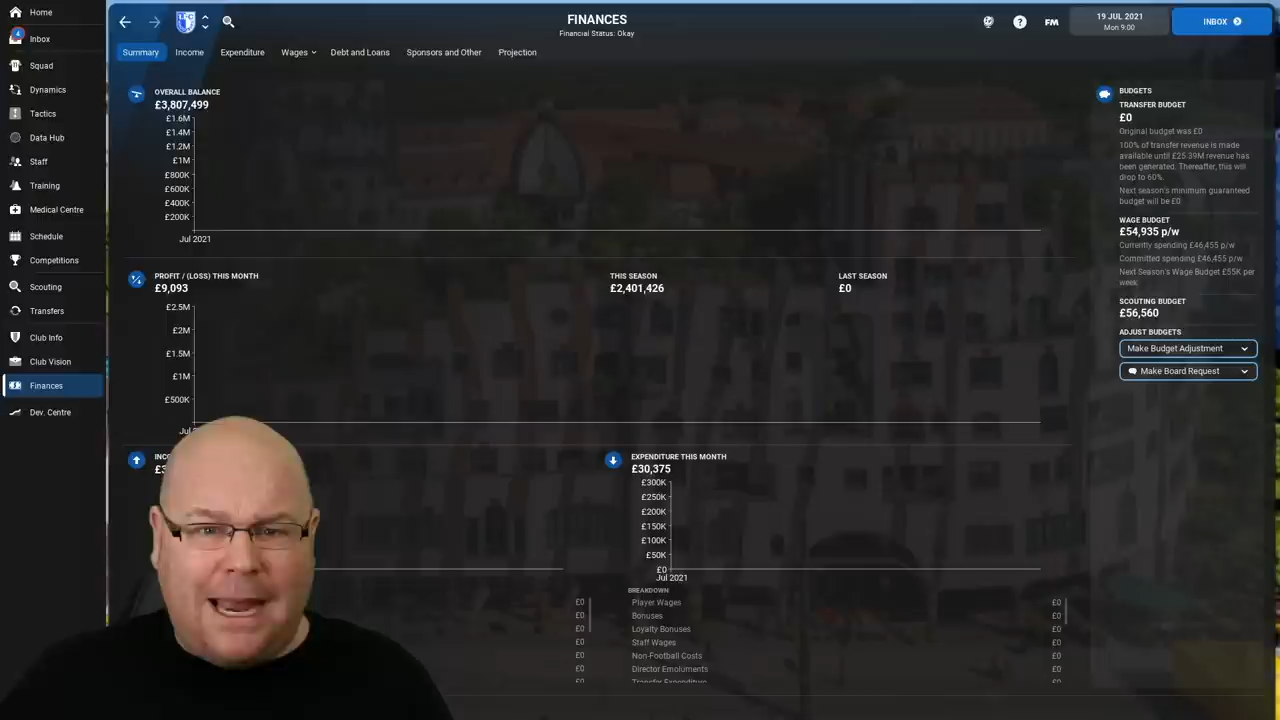 Home
4
Inbox
Squad
Dynamics
Tactics
Data Hub
Staff
Training
Medical Centre
Schedule
Competitions
Scouting
Transfers
Club Info
Club Vision
Finances
Dev. Centre
FINANCES
Financial Status: Okay
?
FM
19 JUL 2021
Mon 9:00
INBOX
Summary
Income
Expenditure
Wages
Debt and Loans
Sponsors and Other
Projection
OVERALL BALANCE
£3,807,499
£1.6M
£1.4M
£1.2M
£1M
£800K
£600K
£400K
£200K
Jul 2021
PROFIT / (LOSS) THIS MONTH
£9,093
THIS SEASON
£2,401,426
LAST SEASON
£0
£2.5M
£2M
£1.5M
£1M
£500K
EXPENDITURE THIS MONTH
£30,375
£300K
£250K
£200K
£150K
£100K
£50K
£0
Jul 2021
BREAKDOWN
£0
£0
£0
£0
£0
£0
£0
Player Wages £0
Bonuses £0
Loyalty Bonuses £0
Staff Wages £0
Non-Football Costs £0
Director Emoluments £0
Transfer Expenditure £0
BUDGETS
TRANSFER BUDGET
£0
Original budget was £0
100% of transfer revenue is made
available until £25.39M revenue has
been generated. Thereafter, this will
drop to 60%.
Next season's minimum guaranteed
budget will be £0
WAGE BUDGET
£54,935 p/w
Currently spending £46,455 p/w
Committed spending £46,455 p/w
Next Season's Wage Budget £55K per
week
SCOUTING BUDGET
£56,560
ADJUST BUDGETS
Make Budget Adjustment
Make Board Request